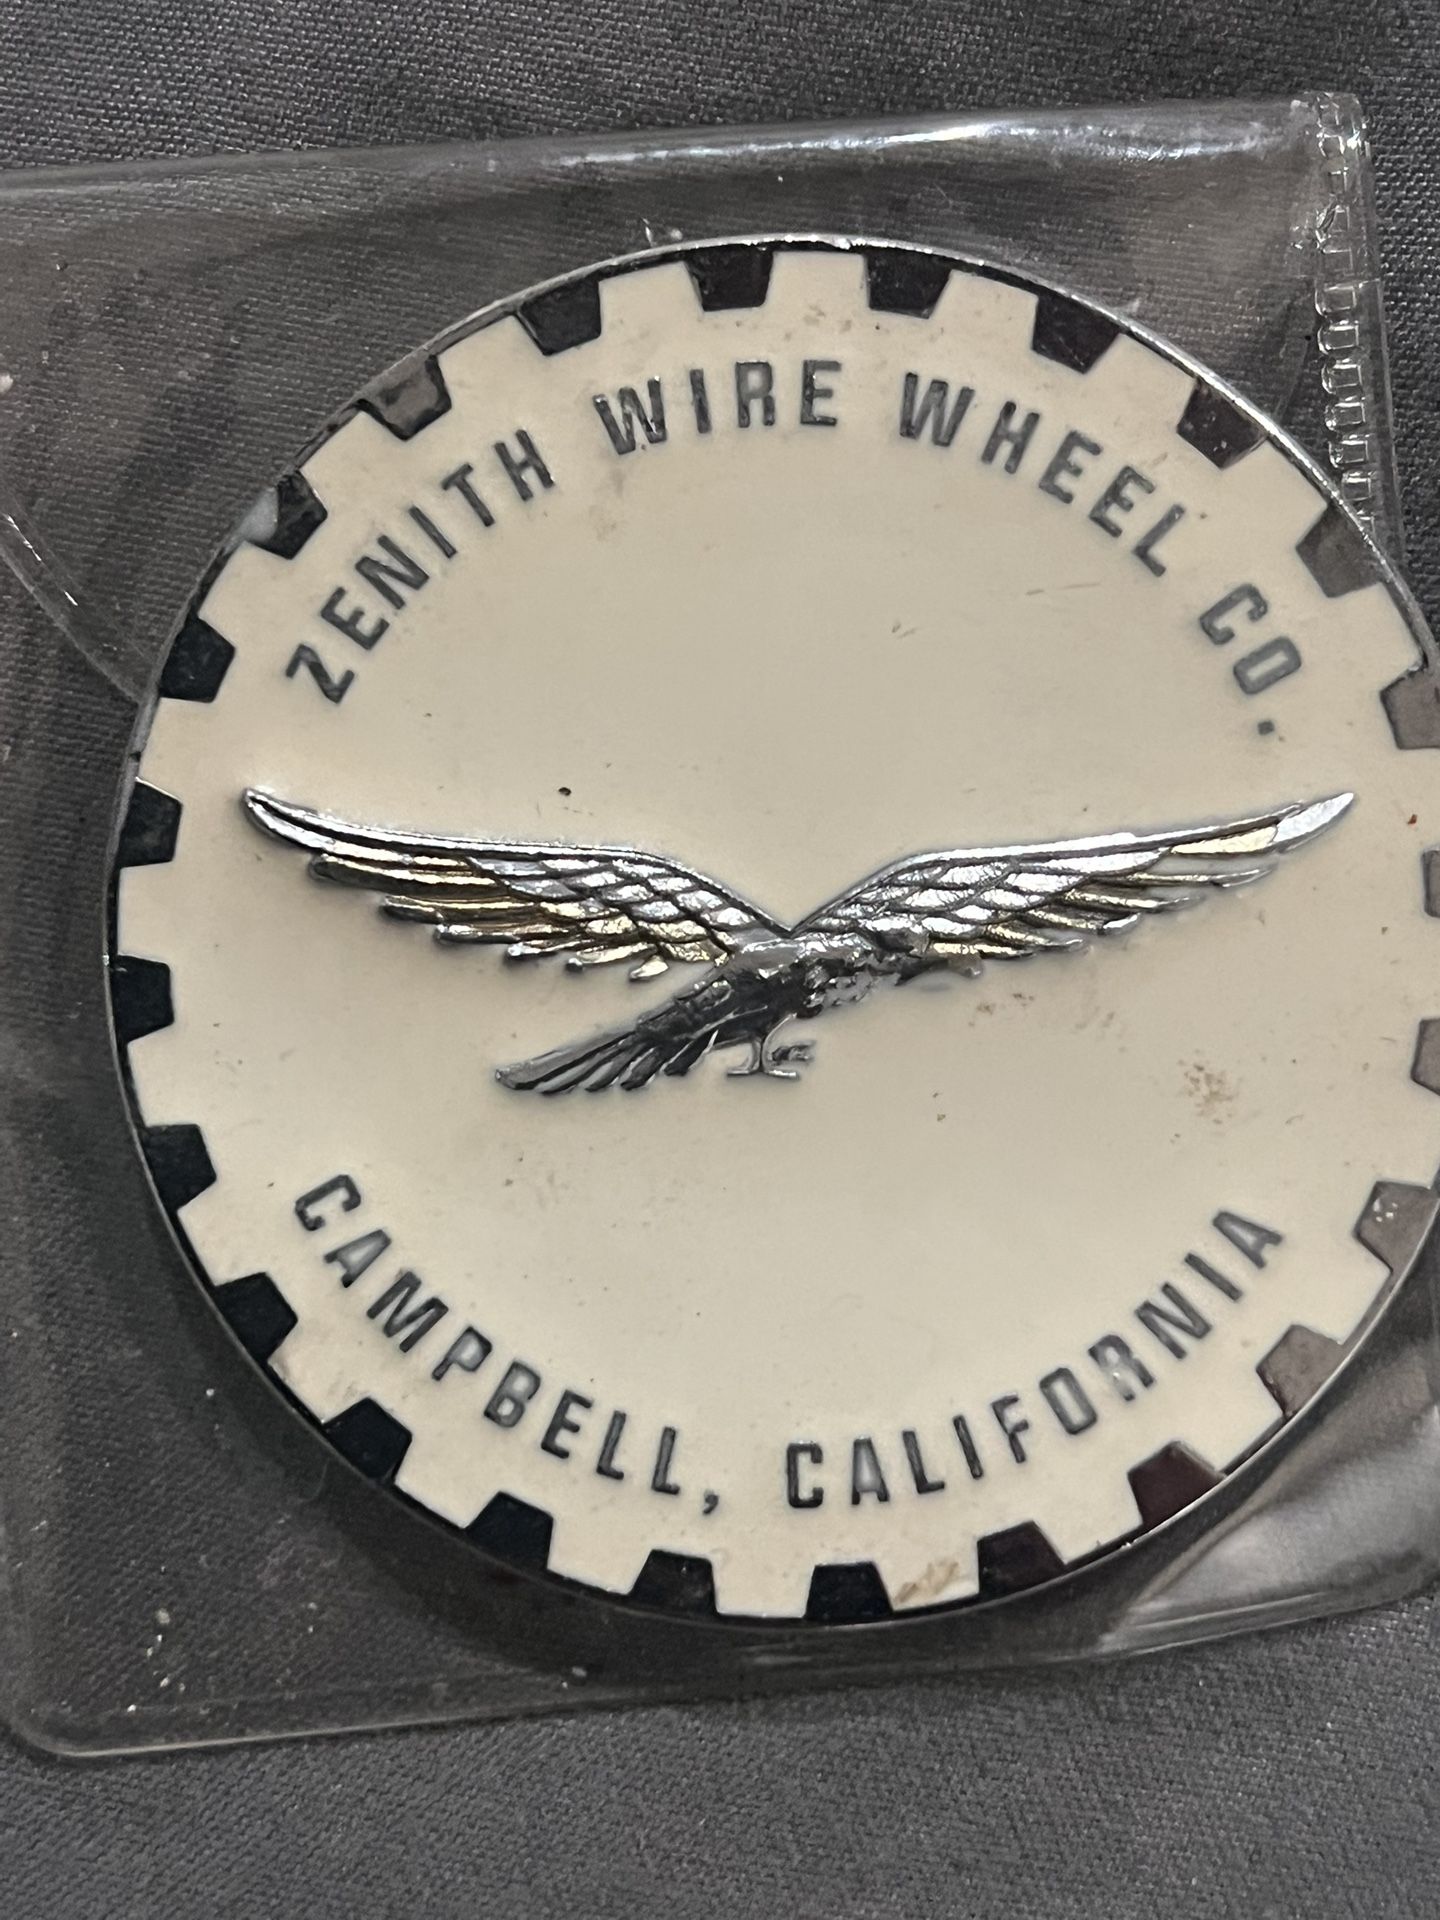 ZENITH WIRE WHEEL CO.
CAMPBELL, CALIFORNIA